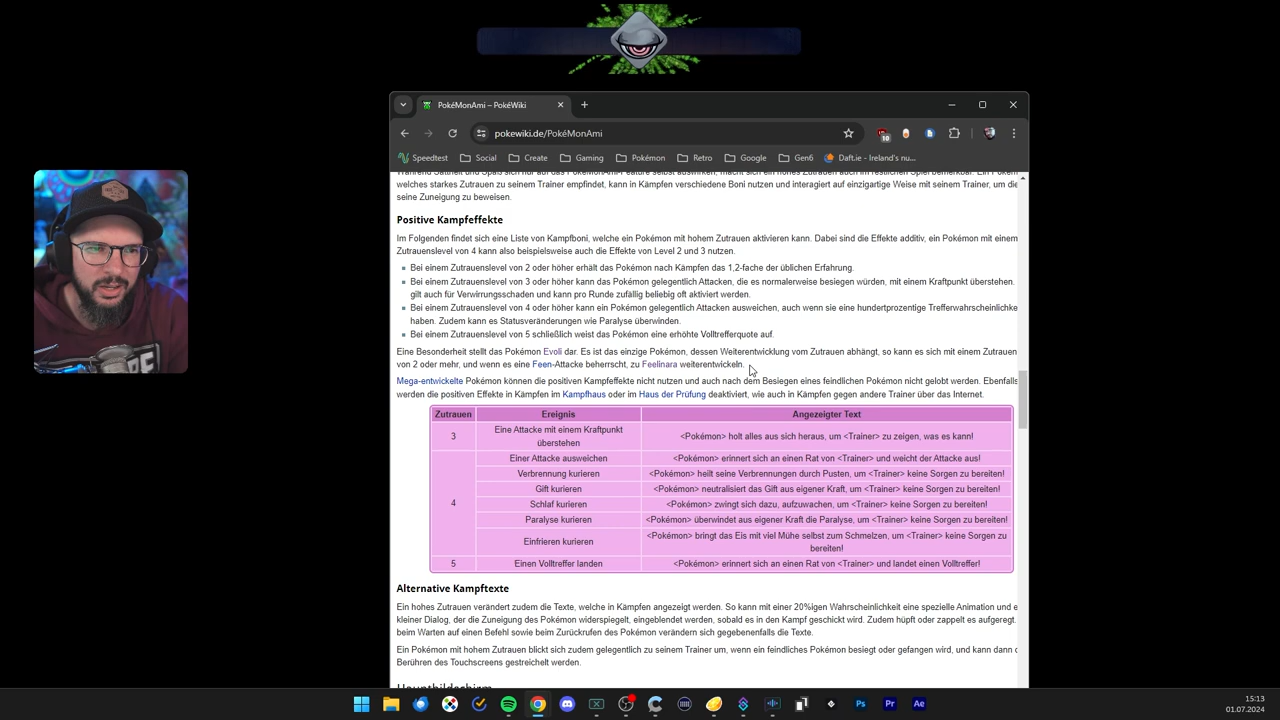 PokéMonAmi – PokéWiki
pokewiki.de/PokéMonAmi
10
Speedtest
Social
Create
Gaming
Pokémon
Retro
Google
Gen6
Daft.ie - Ireland's nu...
welches starkes Zutrauen zu seinem Trainer empfindet, kann in Kämpfen verschiedene Boni nutzen und interagiert auf einzigartige Weise mit seinem Trainer, um die
seine Zuneigung zu beweisen.
Positive Kampfeffekte
Im Folgenden findet sich eine Liste von Kampfboni, welche ein Pokémon mit hohem Zutrauen aktivieren kann. Dabei sind die Effekte additiv, ein Pokémon mit einem
Zutrauenslevel von 4 kann also beispielsweise auch die Effekte von Level 2 und 3 nutzen.
Bei einem Zutrauenslevel von 2 oder höher erhält das Pokémon nach Kämpfen das 1,2-fache der üblichen Erfahrung.
Bei einem Zutrauenslevel von 3 oder höher kann das Pokémon gelegentlich Attacken, die es normalerweise besiegen würden, mit einem Kraftpunkt überstehen.
gilt auch für Verwirrungsschaden und kann pro Runde zufällig beliebig oft aktiviert werden.
Bei einem Zutrauenslevel von 4 oder höher kann ein Pokémon gelegentlich Attacken ausweichen, auch wenn sie eine hundertprozentige Trefferwahrscheinlichke
haben. Zudem kann es Statusveränderungen wie Paralyse überwinden.
Bei einem Zutrauenslevel von 5 schließlich weist das Pokémon eine erhöhte Volltrefferquote auf.
Eine Besonderheit stellt das Pokémon Evoli dar. Es ist das einzige Pokémon, dessen Weiterentwicklung vom Zutrauen abhängt, so kann es sich mit einem Zutrauen
von 2 oder mehr, und wenn es eine Feen-Attacke beherrscht, zu Feelinara weiterentwickeln.
Mega-entwickelte Pokémon können die positiven Kampfeffekte nicht nutzen und auch nach dem Besiegen eines feindlichen Pokémon nicht gelobt werden. Ebenfalls
werden die positiven Effekte in Kämpfen im Kampfhaus oder im Haus der Prüfung deaktiviert, wie auch in Kämpfen gegen andere Trainer über das Internet.
Zutrauen Ereignis Angezeigter Text
3 Eine Attacke mit einem Kraftpunkt überstehen <Pokémon> holt alles aus sich heraus, um <Trainer> zu zeigen, was es kann!
4 Einer Attacke ausweichen <Pokémon> erinnert sich an einen Rat von <Trainer> und weicht der Attacke aus!
Verbrennung kurieren <Pokémon> heilt seine Verbrennungen durch Pusten, um <Trainer> keine Sorgen zu bereiten!
Gift kurieren <Pokémon> neutralisiert das Gift aus eigener Kraft, um <Trainer> keine Sorgen zu bereiten!
Schlaf kurieren <Pokémon> zwingt sich dazu, aufzuwachen, um <Trainer> keine Sorgen zu bereiten!
Paralyse kurieren <Pokémon> überwindet aus eigener Kraft die Paralyse, um <Trainer> keine Sorgen zu bereiten!
Einfrieren kurieren <Pokémon> bringt das Eis mit viel Mühe selbst zum Schmelzen, um <Trainer> keine Sorgen zu bereiten!
5 Einen Volltreffer landen <Pokémon> erinnert sich an einen Rat von <Trainer> und landet einen Volltreffer!
Alternative Kampftexte
Ein hohes Zutrauen verändert zudem die Texte, welche in Kämpfen angezeigt werden. So kann mit einer 20%igen Wahrscheinlichkeit eine spezielle Animation und e
kleiner Dialog, der die Zuneigung des Pokémon widerspiegelt, eingeblendet werden, sobald es in den Kampf geschickt wird. Zudem hüpft oder zappelt es aufgeregt.
beim Warten auf einen Befehl sowie beim Zurückrufen des Pokémon verändern sich gegebenenfalls die Texte.
Ein Pokémon mit hohem Zutrauen blickt sich zudem gelegentlich zu seinem Trainer um, wenn ein feindliches Pokémon besiegt oder gefangen wird, und kann dann
Berühren des Touchscreens gestreichelt werden.
Hauptbildschirm
Ps
Pr
Ae
15:13
01.07.2024